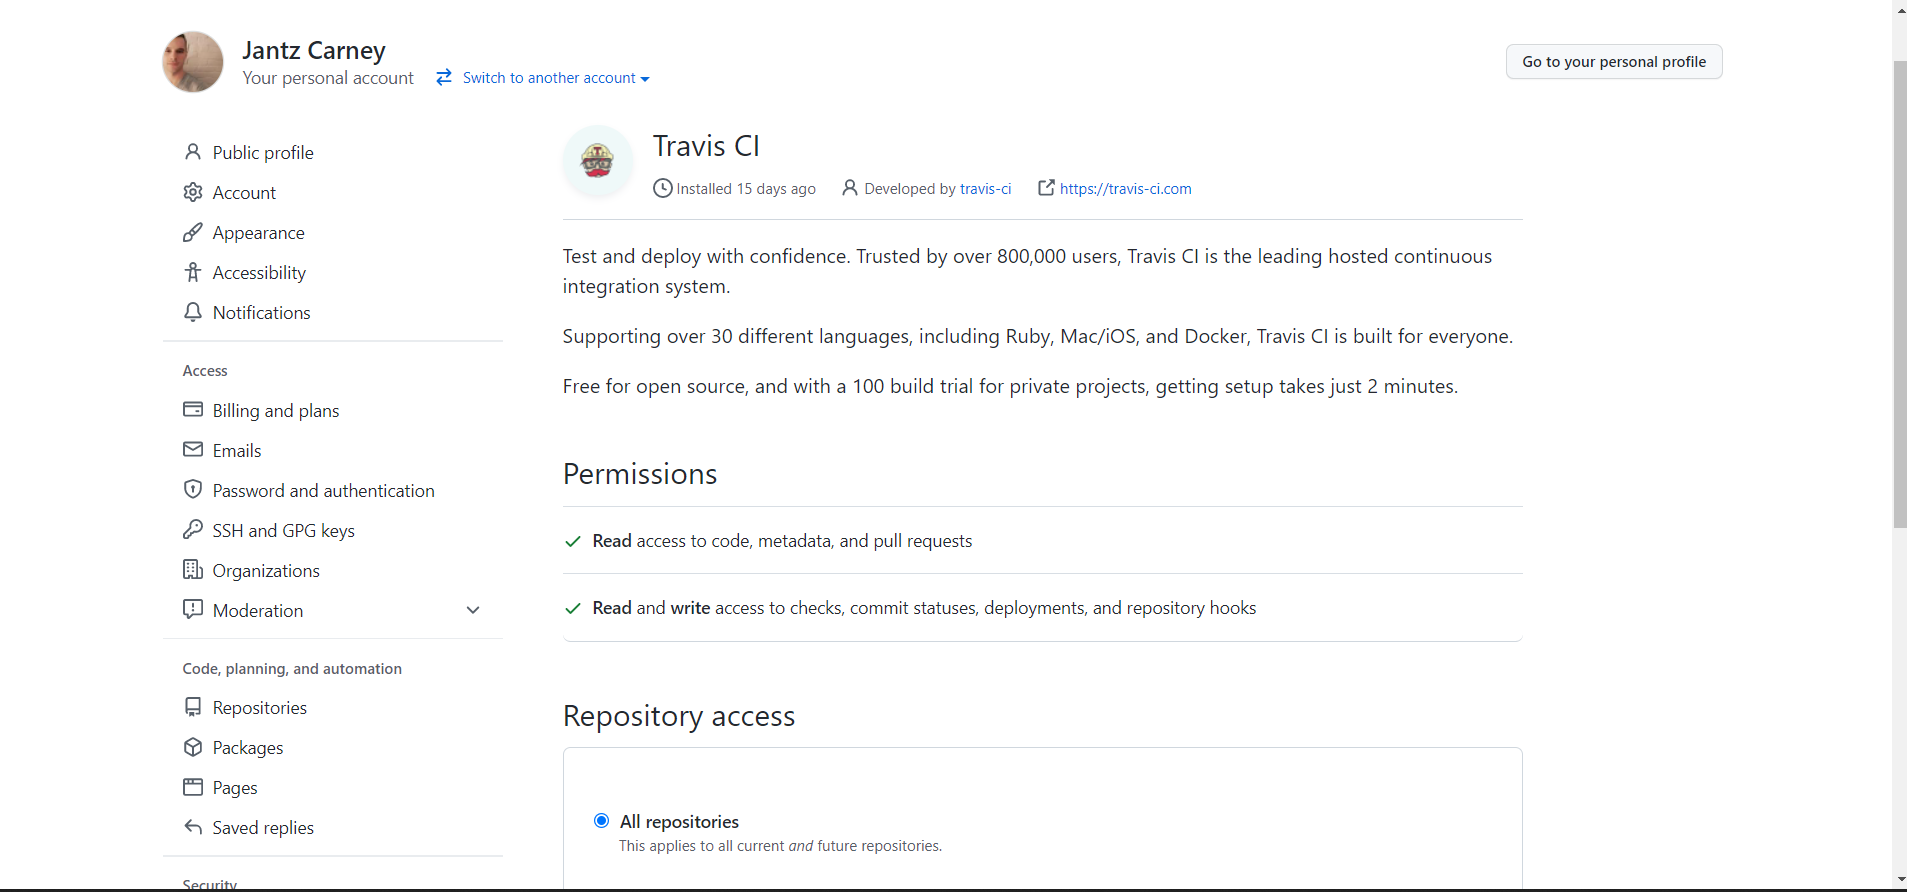 Jantz Carney
Your personal account
Switch to another account
Go to your personal profile
Public profile
Account
Appearance
Accessibility
Notifications
Access
Billing and plans
Emails
Password and authentication
SSH and GPG keys
Organizations
Moderation
Code, planning, and automation
Repositories
Packages
Pages
Saved replies
Security
Travis CI
Installed 15 days ago
Developed by travis-ci
https://travis-ci.com
Test and deploy with confidence. Trusted by over 800,000 users, Travis CI is the leading hosted continuous
integration system.
Supporting over 30 different languages, including Ruby, Mac/iOS, and Docker, Travis CI is built for everyone.
Free for open source, and with a 100 build trial for private projects, getting setup takes just 2 minutes.
Permissions
Read access to code, metadata, and pull requests
Read and write access to checks, commit statuses, deployments, and repository hooks
Repository access
All repositories
This applies to all current and future repositories.